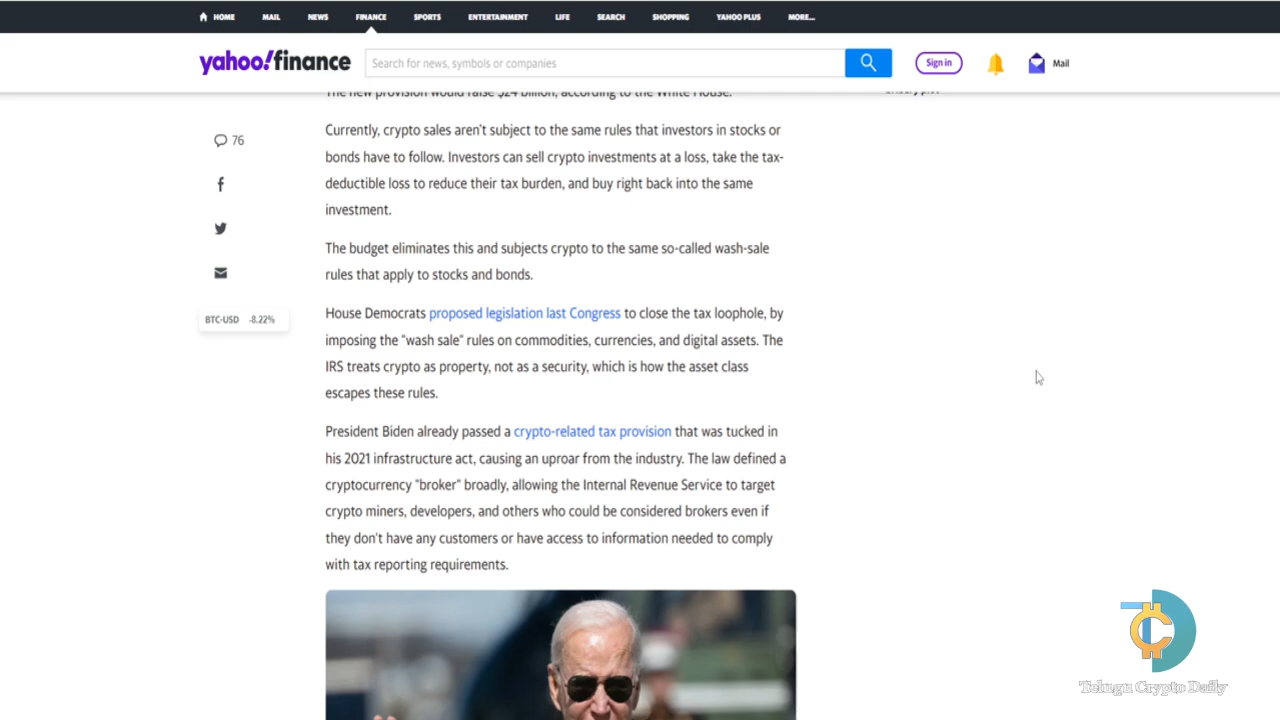 HOME MAIL NEWS FINANCE SPORTS ENTERTAINMENT LIFE SEARCH SHOPPING YAHOO PLUS MORE...
yahoo!finance
Search for news, symbols or companies
Sign in
Mail
The new provision would raise $24 billion, according to the White House.
76
Currently, crypto sales aren't subject to the same rules that investors in stocks or
bonds have to follow. Investors can sell crypto investments at a loss, take the tax-
deductible loss to reduce their tax burden, and buy right back into the same
investment.
The budget eliminates this and subjects crypto to the same so-called wash-sale
rules that apply to stocks and bonds.
BTC-USD -8.22%
House Democrats proposed legislation last Congress to close the tax loophole, by
imposing the "wash sale" rules on commodities, currencies, and digital assets. The
IRS treats crypto as property, not as a security, which is how the asset class
escapes these rules.
President Biden already passed a crypto-related tax provision that was tucked in
his 2021 infrastructure act, causing an uproar from the industry. The law defined a
cryptocurrency "broker" broadly, allowing the Internal Revenue Service to target
crypto miners, developers, and others who could be considered brokers even if
they don't have any customers or have access to information needed to comply
with tax reporting requirements.
Telugu Crypto Daily